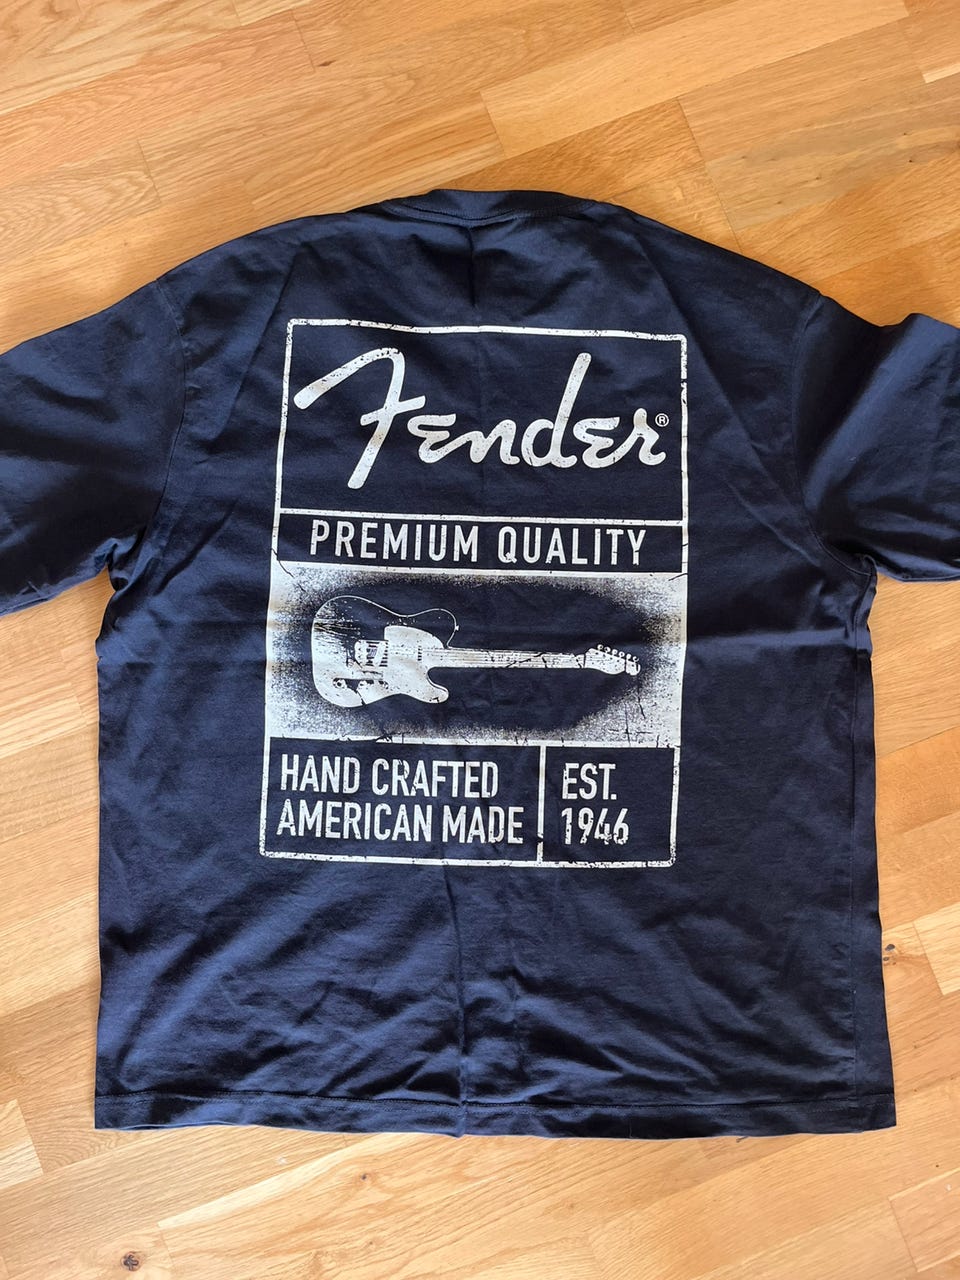 Fender®
PREMIUM QUALITY
HAND CRAFTED
AMERICAN MADE
EST.
1946